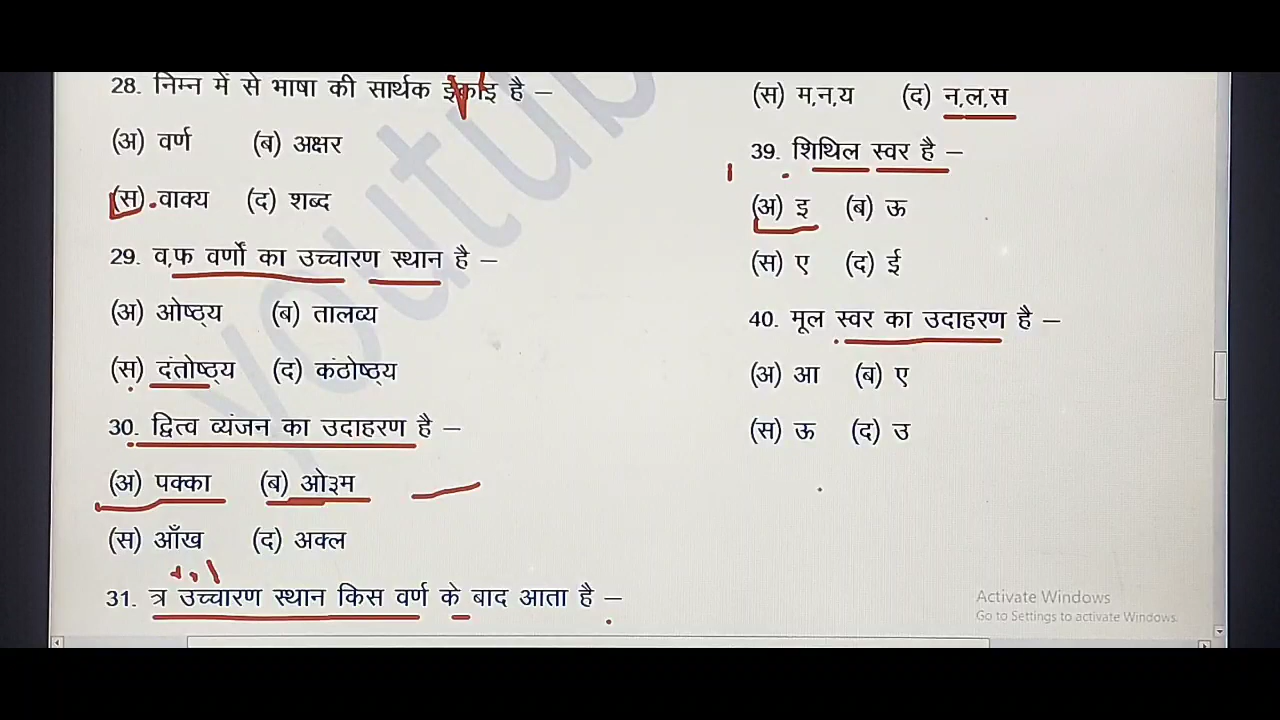 28. निम्न में से भाषा की सार्थक इकाइ है –
(अ) वर्ण (ब) अक्षर
(स) वाक्य (द) शब्द
29. व,फ वर्णों का उच्चारण स्थान है –
(अ) ओष्ठ्य (ब) तालव्य
(स) दंतोष्ठ्य (द) कंठोष्ठ्य
30. द्वित्व व्यंजन का उदाहरण है –
(अ) पक्का (ब) ओ३म
(स) आँख (द) अक्ल
31. त्र उच्चारण स्थान किस वर्ण के बाद आता है –
(स) म,न,य (द) न,ल,स
39. शिथिल स्वर है –
(अ) इ (ब) ऊ
(स) ए (द) ई
40. मूल स्वर का उदाहरण है –
(अ) आ (ब) ए
(स) ऊ (द) उ
Activate Windows
Go to Settings to activate Windows.
youtub